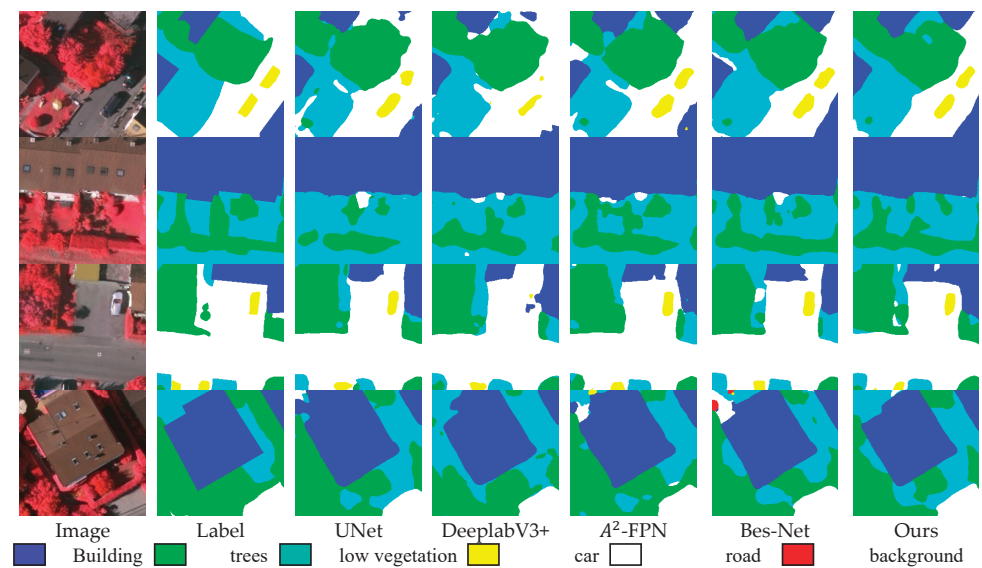 Image Label UNet DeeplabV3+ A²-FPN Bes-Net Ours
Building trees low vegetation car road background